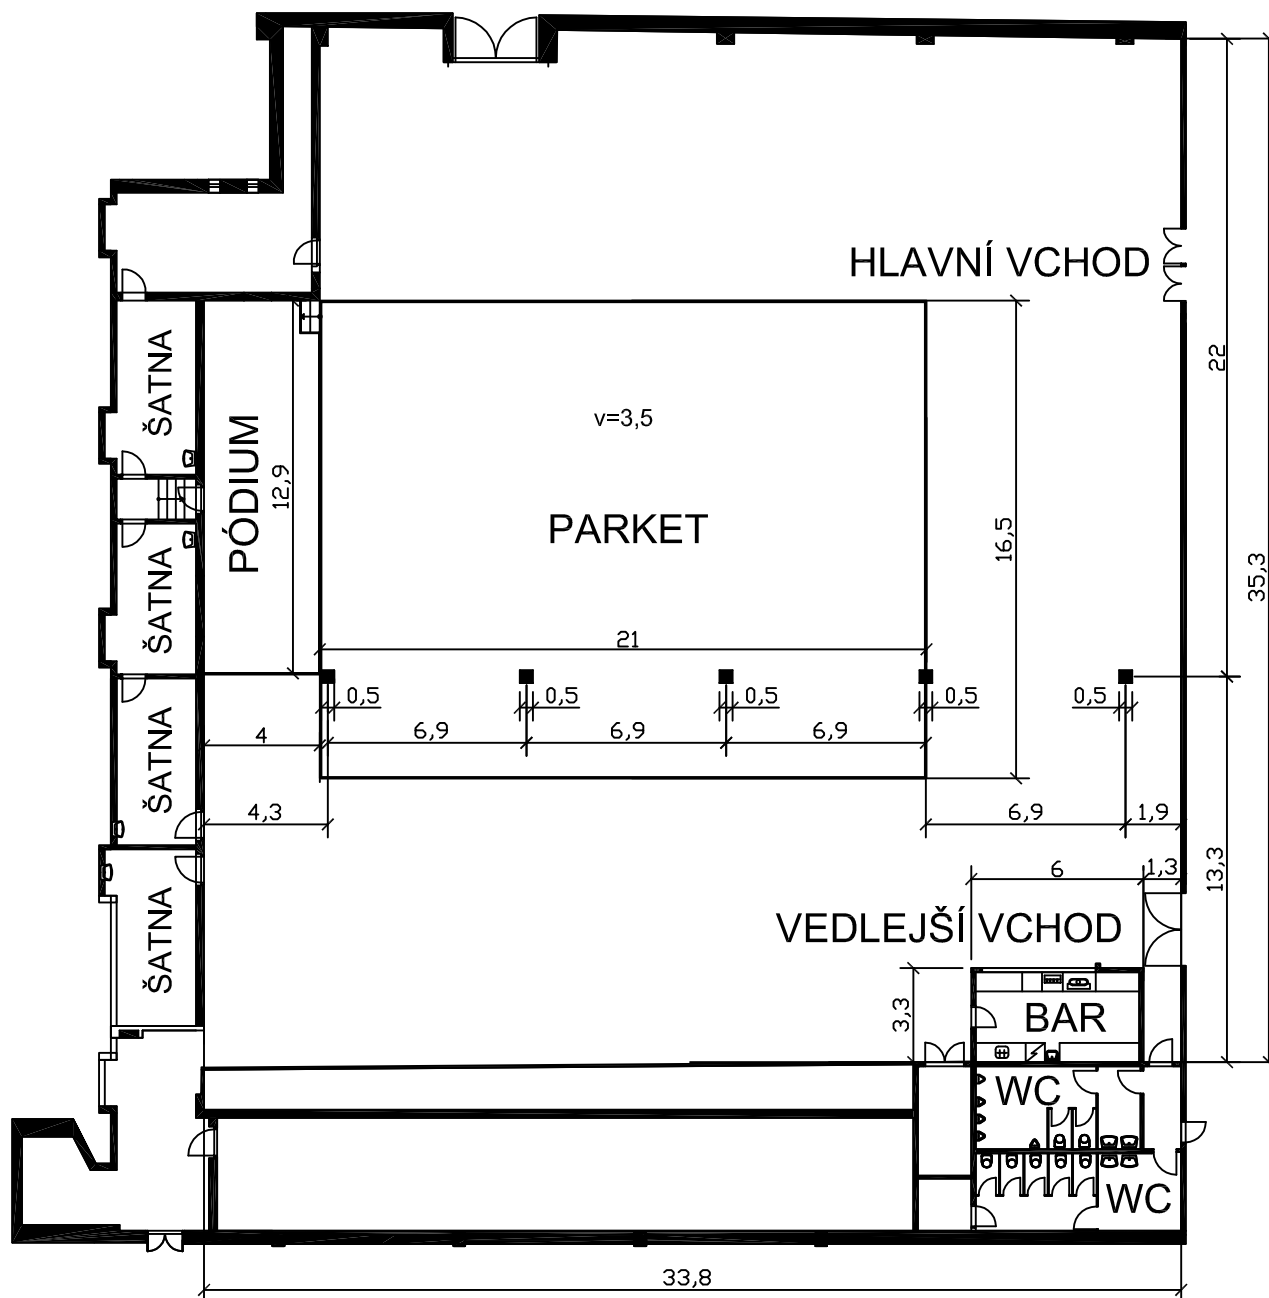 HLAVNÍ VCHOD
22
35,3
ŠATNA
PÓDIUM
12,9
v=3,5
PARKET
16,5
ŠATNA
21
0,5
0,5
0,5
0,5
0,5
4
6,9
6,9
6,9
ŠATNA
4,3
6,9
1,9
13,3
6
1,3
ŠATNA
VEDLEJŠÍ VCHOD
3,3
BAR
WC
WC
33,8